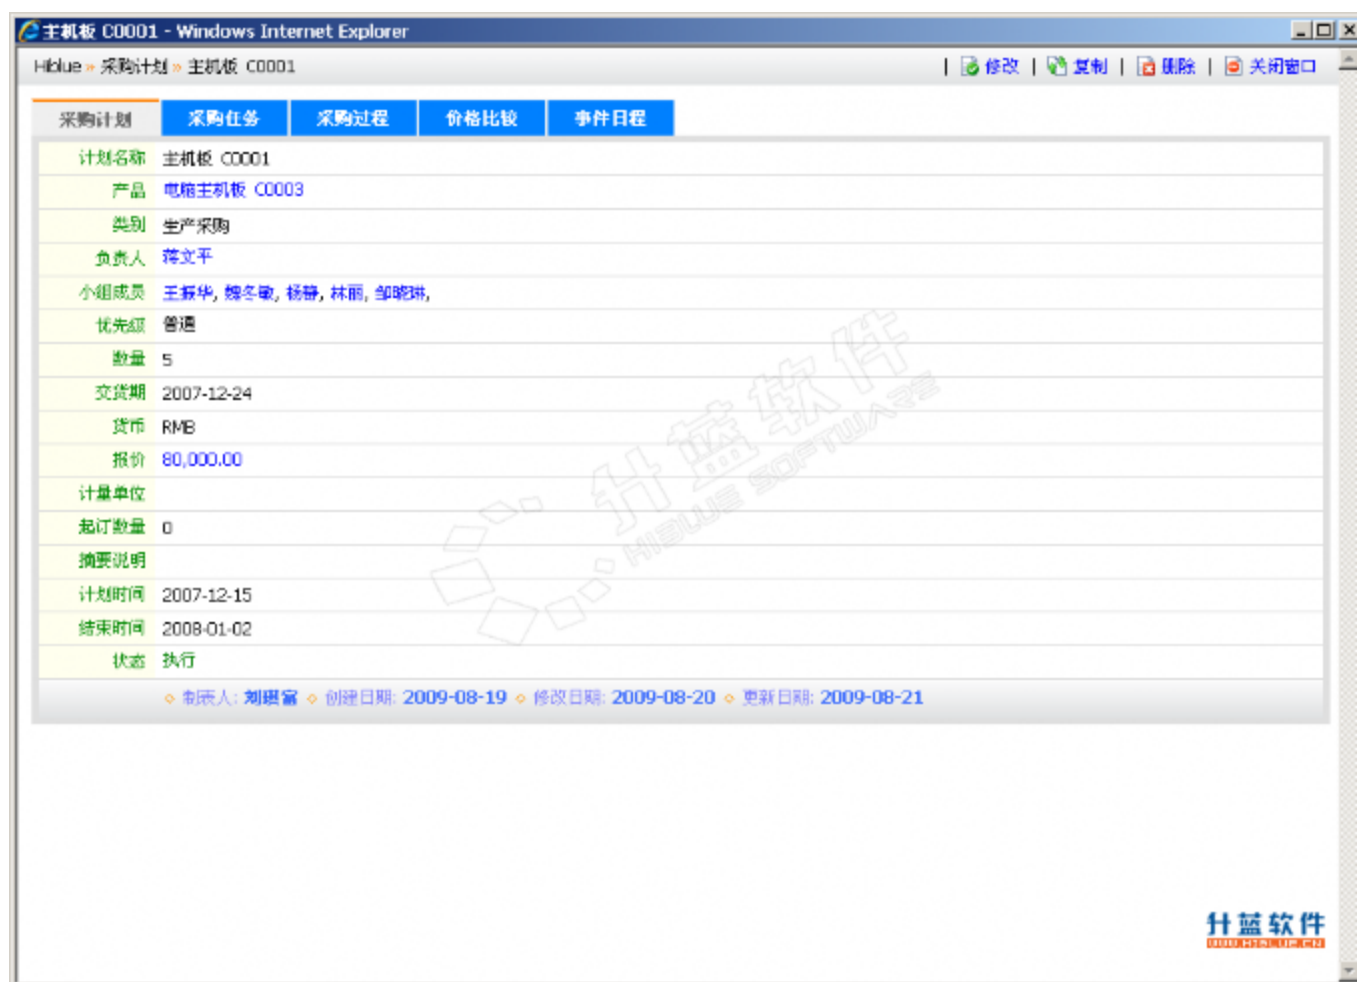 主机板 C0001 - Windows Internet Explorer
Hiblue » 采购计划 » 主机板 C0001 | 修改 | 复制 | 删除 | 关闭窗口
采购计划 采购任务 采购过程 价格比较 事件日程
计划名称 主机板 C0001
产品 电脑主机板 C0003
类别 生产采购
负责人 蒋文平
小组成员 王振华, 魏冬敏, 杨静, 林丽, 邹晓琳,
优先级 普通
数量 5
交货期 2007-12-24
货币 RMB
报价 80,000.00
计量单位
起订数量 0
摘要说明
计划时间 2007-12-15
结束时间 2008-01-02
状态 执行
制表人: 刘琪富 创建日期: 2009-08-19 修改日期: 2009-08-20 更新日期: 2009-08-21
升蓝软件
HIBLUE SOFTWARE
升蓝软件
WWW.HIBLUE.CN